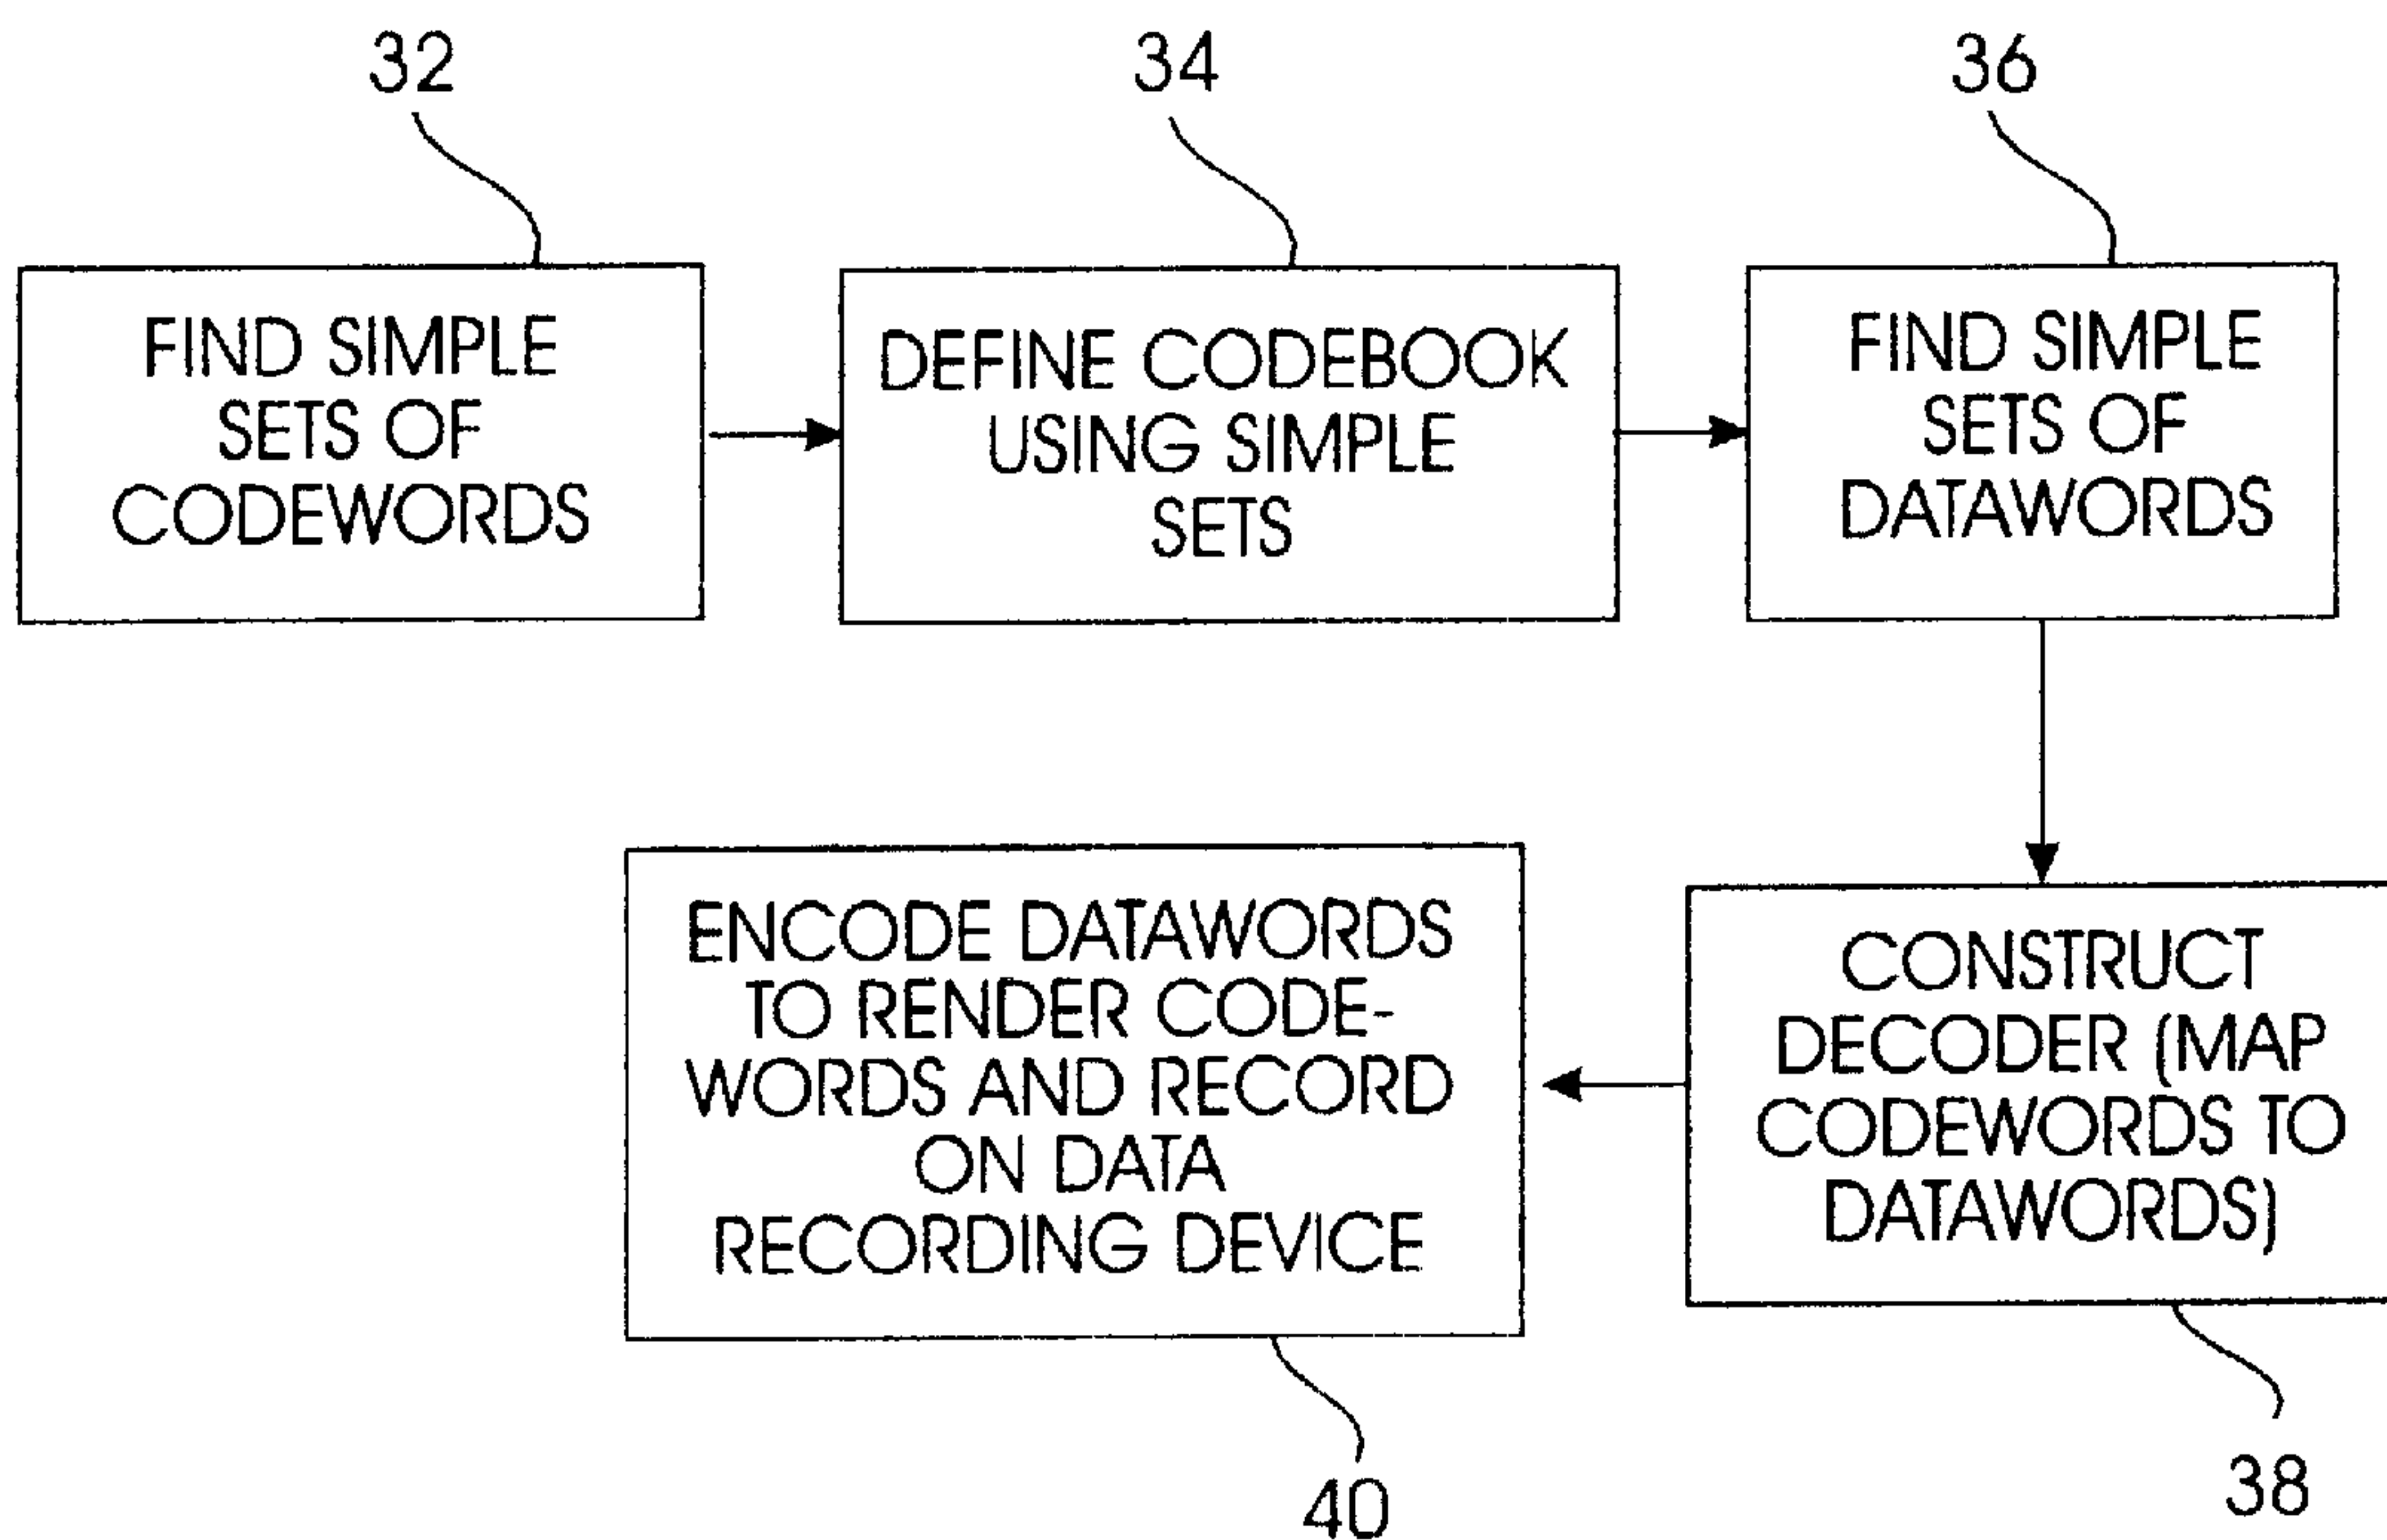 32
34
36
FIND SIMPLE
SETS OF
CODEWORDS
DEFINE CODEBOOK
USING SIMPLE
SETS
FIND SIMPLE
SETS OF
DATAWORDS
CONSTRUCT
DECODER (MAP
CODEWORDS TO
DATAWORDS)
38
ENCODE DATAWORDS
TO RENDER CODE-
WORDS AND RECORD
ON DATA
RECORDING DEVICE
40